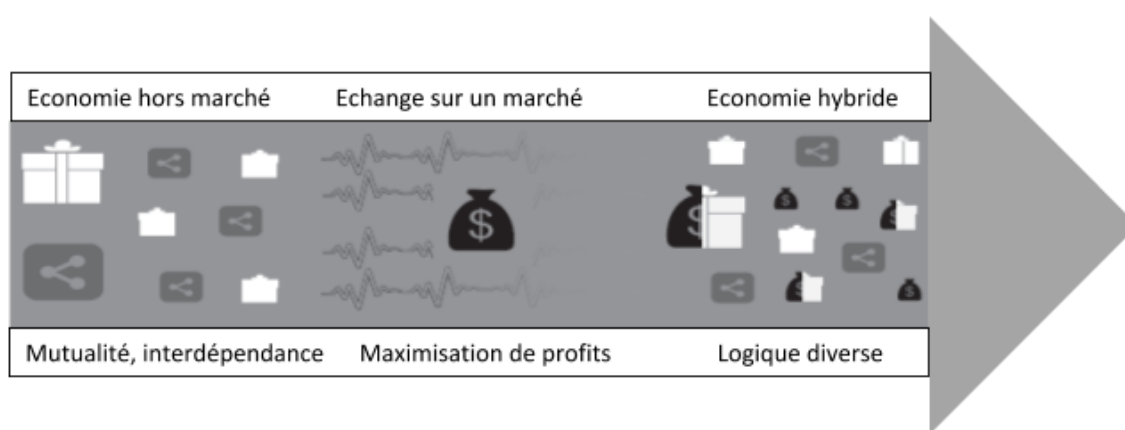 Economie hors marché Echange sur un marché Economie hybride
$ $ $ $ $ $ $
Mutualité, interdépendance Maximisation de profits Logique diverse